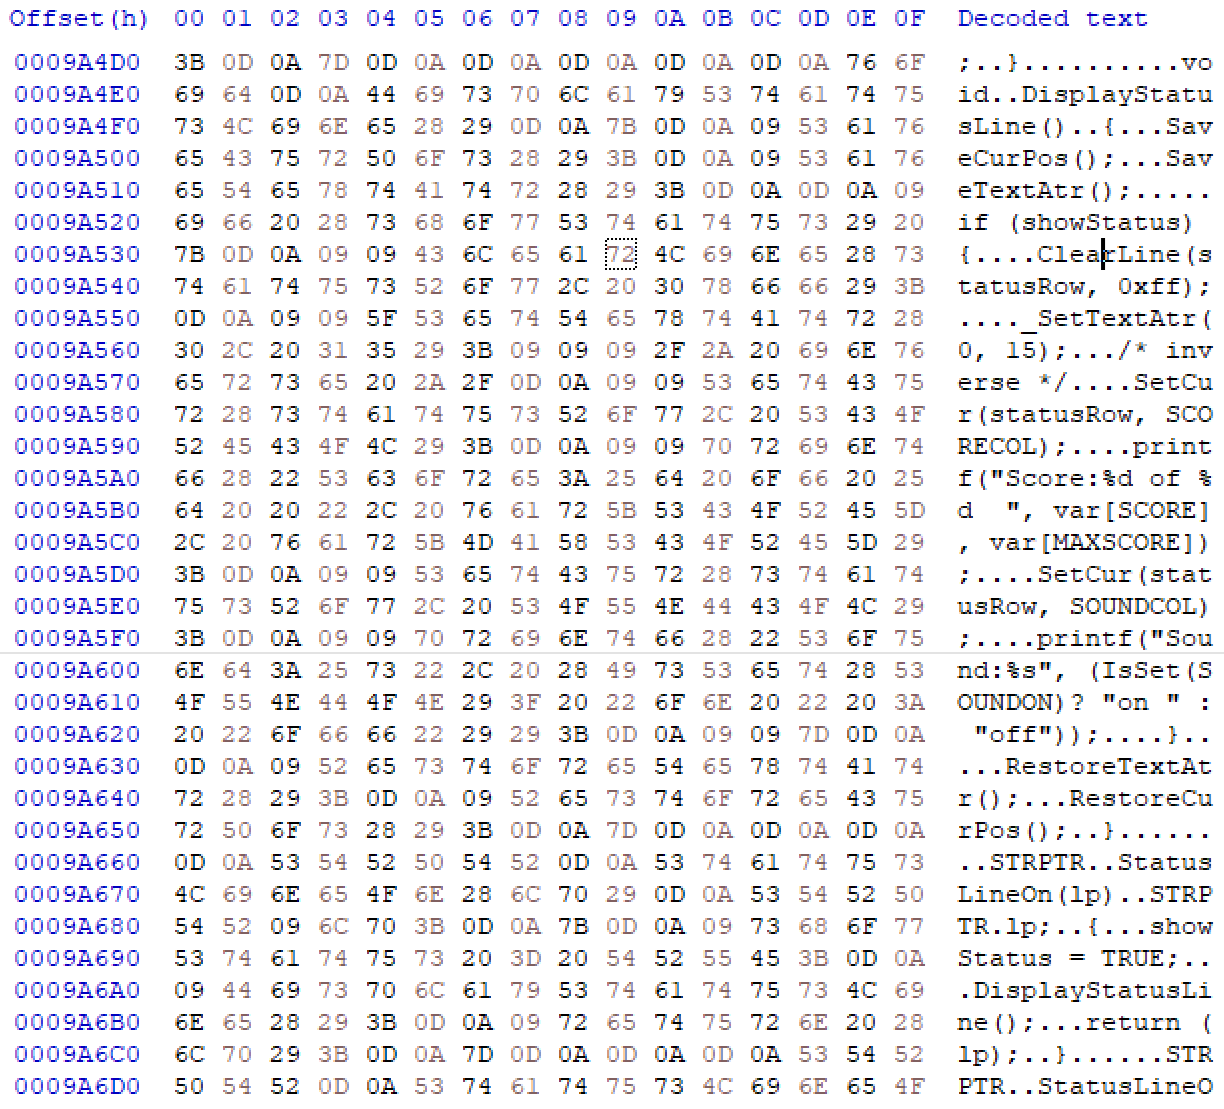 Offset(h) 00 01 02 03 04 05 06 07 08 09 0A 0B 0C 0D 0E 0F Decoded text
0009A4D0 3B 0D 0A 7D 0D 0A 0D 0A 0D 0A 0D 0A 0D 0A 76 6F ;..}..........vo
0009A4E0 69 64 0D 0A 44 69 73 70 6C 61 79 53 74 61 74 75 id..DisplayStatu
0009A4F0 73 4C 69 6E 65 28 29 0D 0A 7B 0D 0A 09 53 61 76 sLine()..{...Sav
0009A500 65 43 75 72 50 6F 73 28 29 3B 0D 0A 09 53 61 76 eCurPos();...Sav
0009A510 65 54 65 78 74 41 74 72 28 29 3B 0D 0A 0D 0A 09 eTextAtr();.....
0009A520 69 66 20 28 73 68 6F 77 53 74 61 74 75 73 29 20 if (showStatus)
0009A530 7B 0D 0A 09 09 43 6C 65 61 72 4C 69 6E 65 28 73 {....ClearLine(s
0009A540 74 61 74 75 73 52 6F 77 2C 20 30 78 66 66 29 3B tatusRow, 0xff);
0009A550 0D 0A 09 09 5F 53 65 74 54 65 78 74 41 74 72 28 ...._SetTextAtr(
0009A560 30 2C 20 31 35 29 3B 09 09 09 2F 2A 20 69 6E 76 0, 15);.../* inv
0009A570 65 72 73 65 20 2A 2F 0D 0A 09 09 53 65 74 43 75 erse */....SetCu
0009A580 72 28 73 74 61 74 75 73 52 6F 77 2C 20 53 43 4F r(statusRow, SCO
0009A590 52 45 43 4F 4C 29 3B 0D 0A 09 09 70 72 69 6E 74 RECOL);....print
0009A5A0 66 28 22 53 63 6F 72 65 3A 25 64 20 6F 66 20 25 f("Score:%d of %
0009A5B0 64 20 20 22 2C 20 76 61 72 5B 53 43 4F 52 45 5D d  ", var[SCORE]
0009A5C0 2C 20 76 61 72 5B 4D 41 58 53 43 4F 52 45 5D 29 , var[MAXSCORE])
0009A5D0 3B 0D 0A 09 09 53 65 74 43 75 72 28 73 74 61 74 ;....SetCur(stat
0009A5E0 75 73 52 6F 77 2C 20 53 4F 55 4E 44 43 4F 4C 29 usRow, SOUNDCOL)
0009A5F0 3B 0D 0A 09 09 70 72 69 6E 74 66 28 22 53 6F 75 ;....printf("Sou
0009A600 6E 64 3A 25 73 22 2C 20 28 49 73 53 65 74 28 53 nd:%s", (IsSet(S
0009A610 4F 55 4E 44 4F 4E 29 3F 20 22 6F 6E 20 22 20 3A OUNDON)? "on " :
0009A620 20 22 6F 66 66 22 29 29 3B 0D 0A 09 09 7D 0D 0A  "off"));....}..
0009A630 0D 0A 09 52 65 73 74 6F 72 65 54 65 78 74 41 74 ...RestoreTextAt
0009A640 72 28 29 3B 0D 0A 09 52 65 73 74 6F 72 65 43 75 r();...RestoreCu
0009A650 72 50 6F 73 28 29 3B 0D 0A 7D 0D 0A 0D 0A 0D 0A rPos();..}......
0009A660 0D 0A 53 54 52 50 54 52 0D 0A 53 74 61 74 75 73 ..STRPTR..Status
0009A670 4C 69 6E 65 4F 6E 28 6C 70 29 0D 0A 53 54 52 50 LineOn(lp)..STRP
0009A680 54 52 09 6C 70 3B 0D 0A 7B 0D 0A 09 73 68 6F 77 TR.lp;..{...show
0009A690 53 74 61 74 75 73 20 3D 20 54 52 55 45 3B 0D 0A Status = TRUE;..
0009A6A0 09 44 69 73 70 6C 61 79 53 74 61 74 75 73 4C 69 .DisplayStatusLi
0009A6B0 6E 65 28 29 3B 0D 0A 09 72 65 74 75 72 6E 20 28 ne();...return (
0009A6C0 6C 70 29 3B 0D 0A 7D 0D 0A 0D 0A 0D 0A 53 54 52 lp);..}......STR
0009A6D0 50 54 52 0D 0A 53 74 61 74 75 73 4C 69 6E 65 4F PTR..StatusLineO